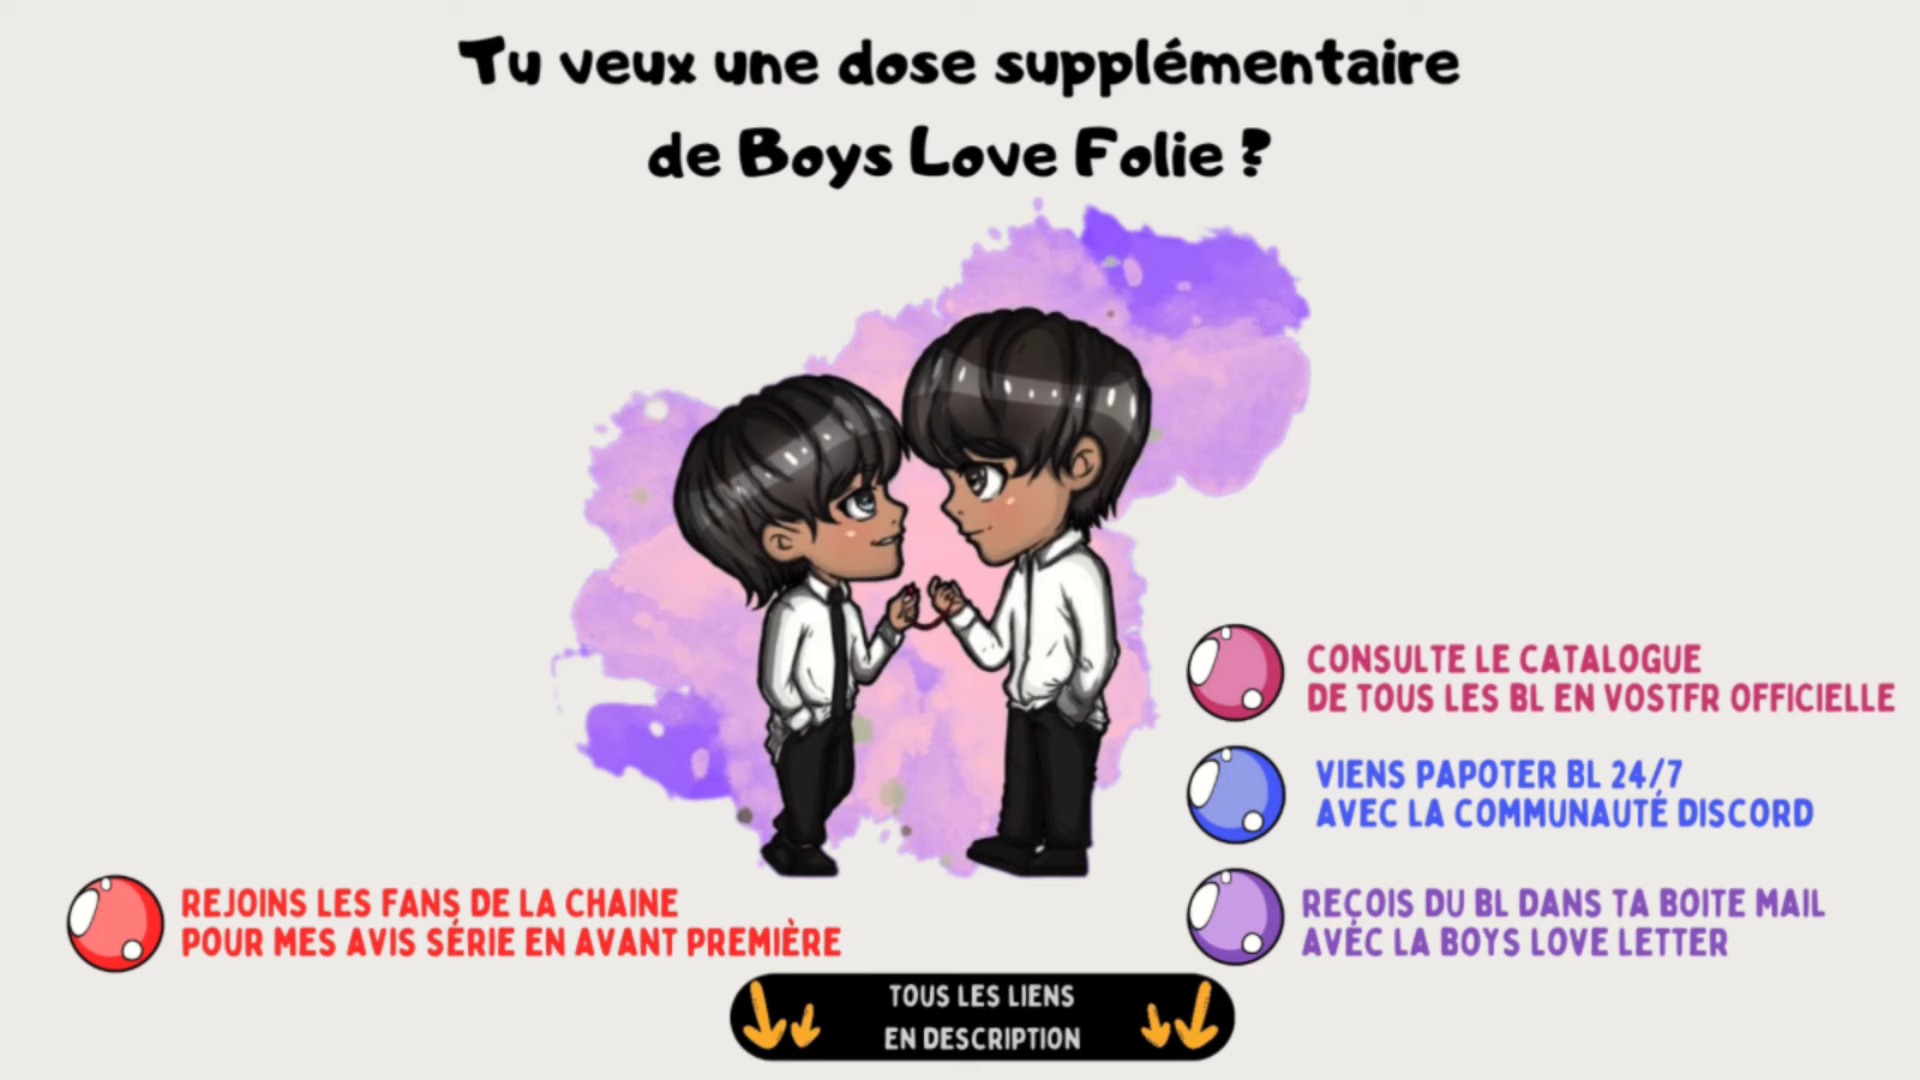 Tu veux une dose supplémentaire
de Boys Love Folie ?
CONSULTE LE CATALOGUE
DE TOUS LES BL EN VOSTFR OFFICIELLE
VIENS PAPOTER BL 24/7
AVEC LA COMMUNAUTÉ DISCORD
REJOINS LES FANS DE LA CHAINE
POUR MES AVIS SÉRIE EN AVANT PREMIÈRE
REÇOIS DU BL DANS TA BOITE MAIL
AVEC LA BOYS LOVE LETTER
TOUS LES LIENS
EN DESCRIPTION